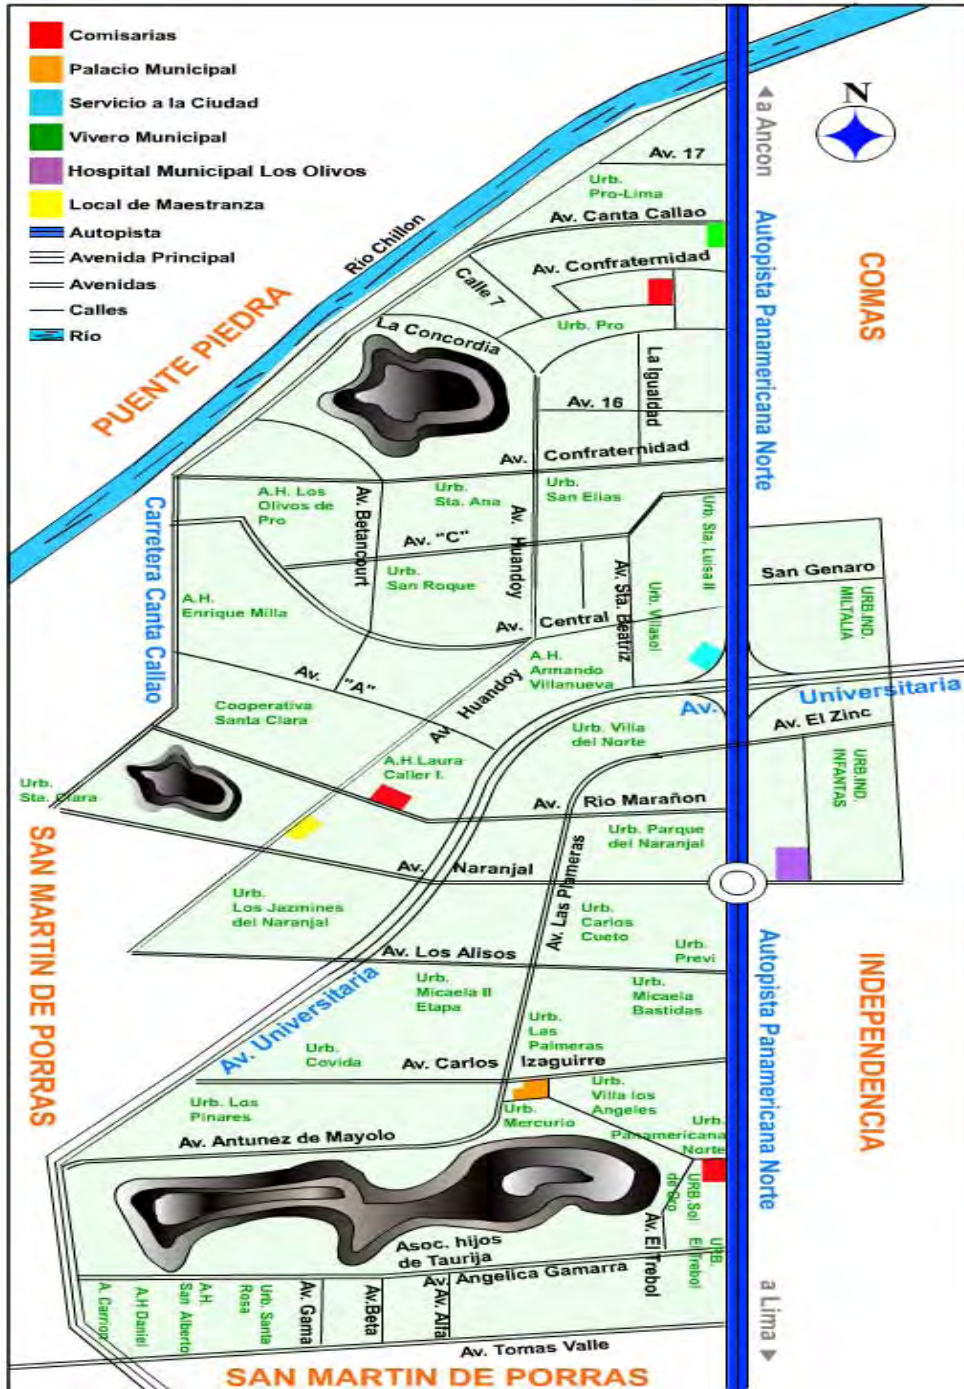 Comisarias
Palacio Municipal
Servicio a la Ciudad
Vivero Municipal
Hospital Municipal Los Olivos
Local de Maestranza
Autopista
Avenida Principal
Avenidas
Calles
Río
N
a Ancon
Autopista Panamericana Norte
COMAS
PUENTE PIEDRA
Río Chillon
Av. 17
Urb.
Pro-Lima
Av. Canta Callao
Av. Confraternidad
Calle 7
Urb. Pro
La Concordia
La Igualdad
Av. 16
Av. Confraternidad
Carretera Canta Callao
A.H. Los
Olivos de
Pro
Av. Betancourt
Urb.
Sta. Ana
Av. Huandoy
Urb.
San Elias
Urb. Sta, Luisa II
Av. "C"
Urb.
San Roque
Av. Sta. Beatriz
Urb. Villasol
San Genaro
URB.IND.
MILTALIA
A.H.
Enrique Milla
Av. Central
A.H.
Armando
Villanueva
Av. "A"
Av. Huandoy
Av. Universitaria
Av. El Zinc
Cooperativa
Santa Clara
Urb. Villa
del Norte
URB.IND.
INFANTAS
Urb.
Sta. Clara
A.H.Laura
Caller I.
Av. Rio Marañon
Urb. Parque
del Naranjal
Av. Naranjal
Av. Las Plameras
SAN MARTIN DE PORRAS
Urb.
Los Jazmines
del Naranjal
Urb.
Carlos
Cueto
Urb.
Previ
Av. Los Alisos
Autopista Panamericana Norte
INDEPENDENCIA
Av. Universitaria
Urb.
Micaela II
Etapa
Urb.
Micaela
Bastidas
Urb.
Las
Palmeras
Urb.
Covida
Av. Carlos Izaguirre
Urb. Los
Pinares
Urb.
Mercurio
Urb.
Villa los
Angeles
Urb.
Panamericana
Norte
Av. Antunez de Mayolo
URB.Sol
de Oro
URB.
El Trebol
Av. El Trebol
Asoc. hijos
de Taurija
Av. Angelica Gamarra
A. Carrion
A.H Daniel
A.H.
San Alberto
Urb. Santa
Rosa
Av. Gama
Av.Beta
Av. Alfa
a Lima
Av. Tomas Valle
SAN MARTIN DE PORRAS